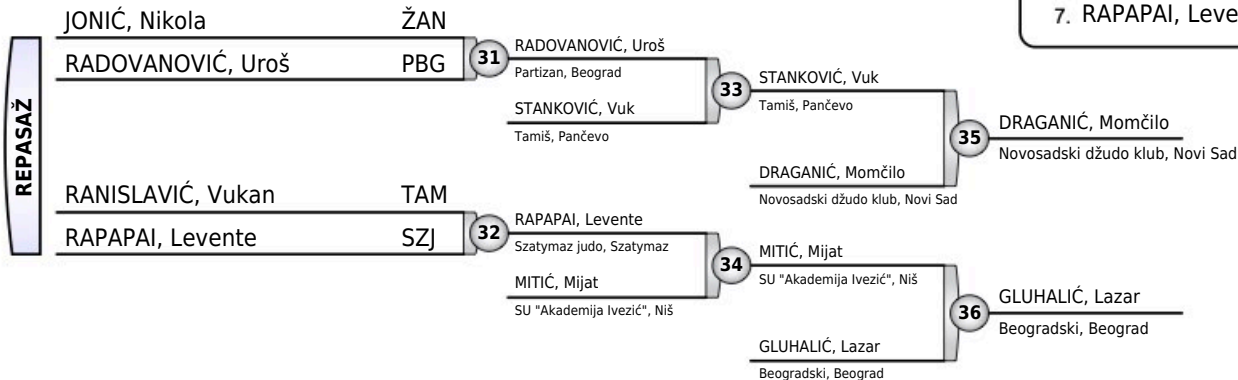 7. RAPAPAI, Leve
REPASAŽ
JONIĆ, Nikola ŽAN
RADOVANOVIĆ, Uroš PBG
31
RADOVANOVIĆ, Uroš
Partizan, Beograd
STANKOVIĆ, Vuk
Tamiš, Pančevo
33
STANKOVIĆ, Vuk
Tamiš, Pančevo
DRAGANIĆ, Momčilo
Novosadski džudo klub, Novi Sad
35
DRAGANIĆ, Momčilo
Novosadski džudo klub, Novi Sad
RANISLAVIĆ, Vukan TAM
RAPAPAI, Levente SZJ
32
RAPAPAI, Levente
Szatymaz judo, Szatymaz
MITIĆ, Mijat
SU "Akademija Ivezić", Niš
34
MITIĆ, Mijat
SU "Akademija Ivezić", Niš
GLUHALIĆ, Lazar
Beogradski, Beograd
36
GLUHALIĆ, Lazar
Beogradski, Beograd